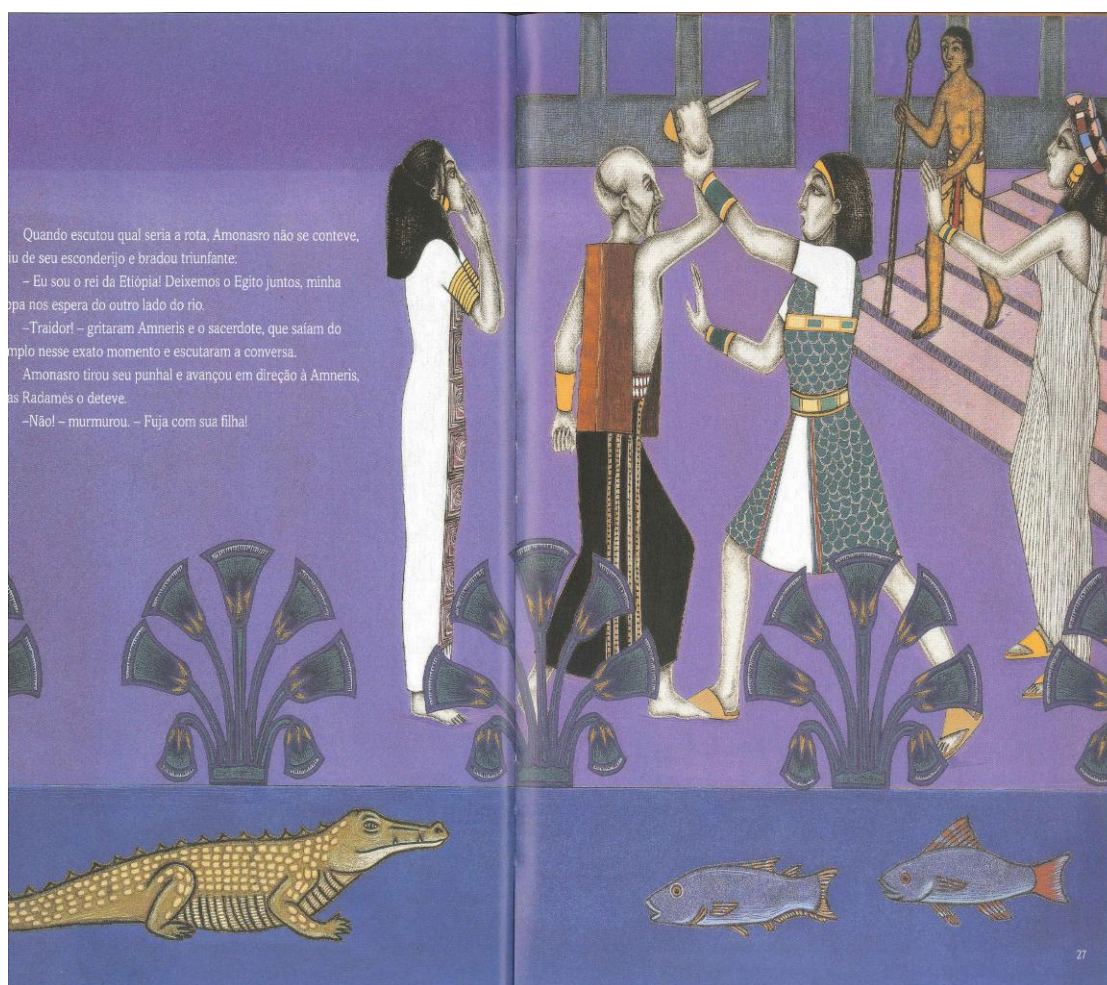 Quando escutou qual seria a rota, Amonasro não se conteve,
iu de seu esconderijo e bradou triunfante:
– Eu sou o rei da Etiópia! Deixemos o Egito juntos, minha
opa nos espera do outro lado do rio.
–Traidor! – gritaram Amneris e o sacerdote, que saíam do
mplo nesse exato momento e escutaram a conversa.
Amonasro tirou seu punhal e avançou em direção à Amneris,
as Radamés o deteve.
–Não! – murmurou. – Fuja com sua filha!
27